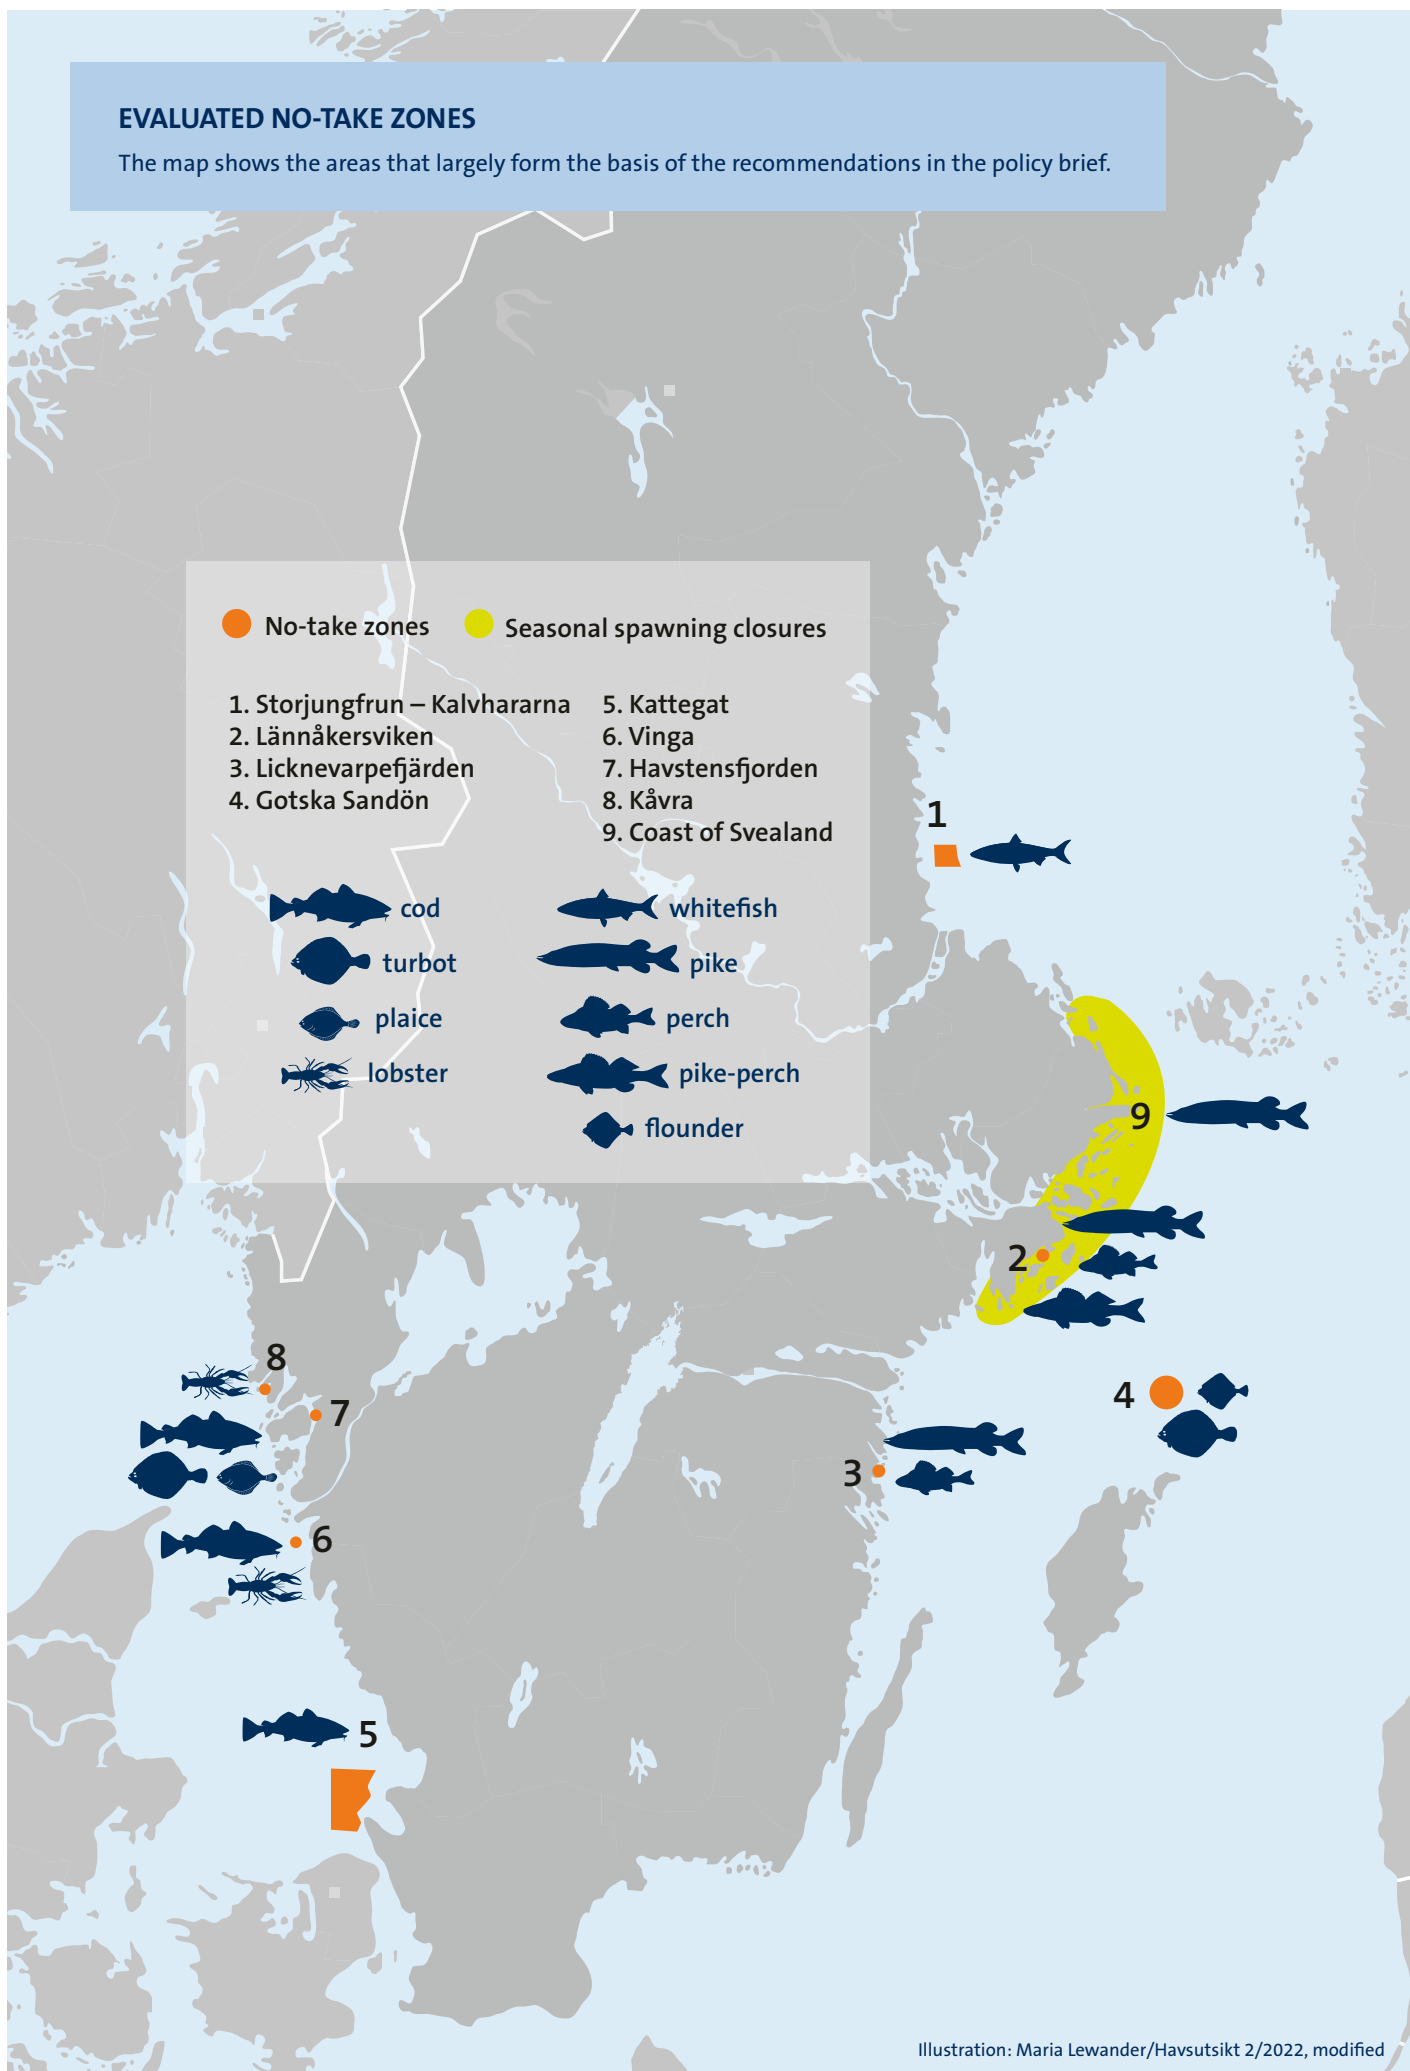 EVALUATED NO-TAKE ZONES
The map shows the areas that largely form the basis of the recommendations in the policy brief.
No-take zones
Seasonal spawning closures
1. Storjungfrun – Kalvhararna
2. Lännåkersviken
3. Licknevarpefjärden
4. Gotska Sandön
5. Kattegat
6. Vinga
7. Havstensfjorden
8. Kåvra
9. Coast of Svealand
cod
turbot
plaice
lobster
whitefish
pike
perch
pike-perch
flounder
1
9
2
8
7
4
3
6
5
Illustration: Maria Lewander/Havsutsikt 2/2022, modified